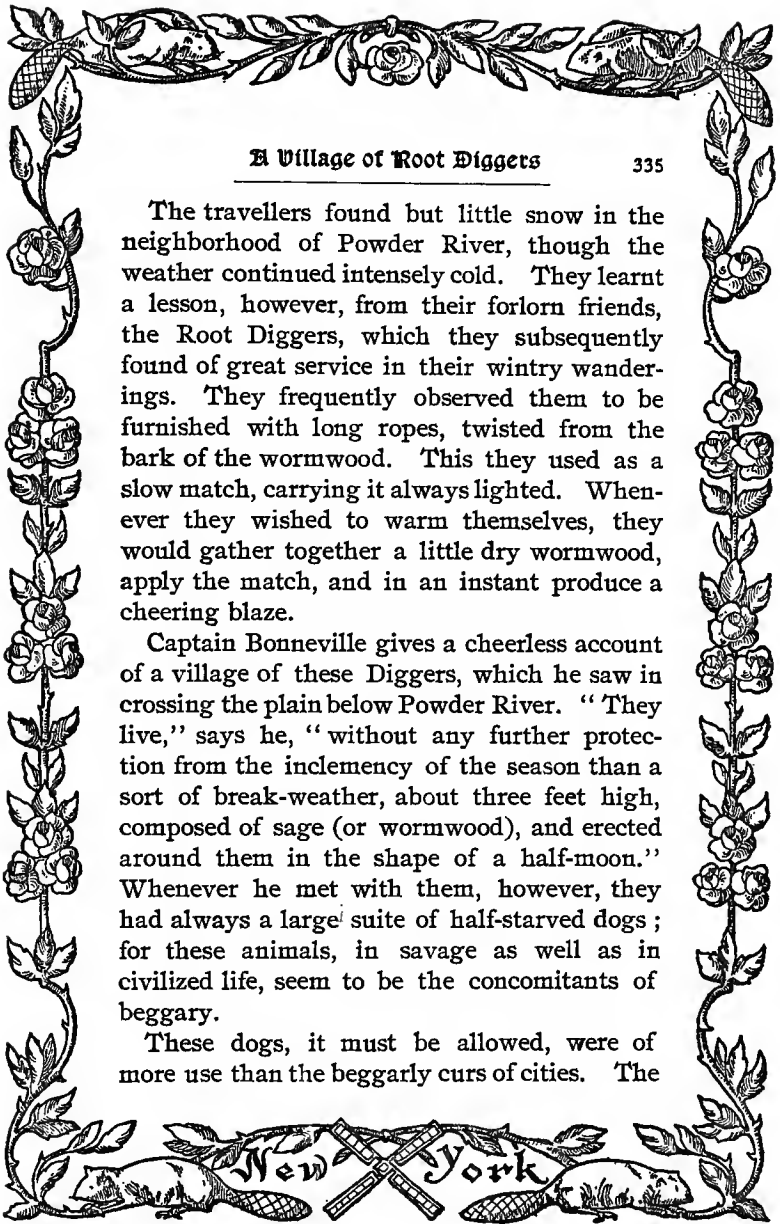 A Village of Root Diggers 335
The travellers found but little snow in the
neighborhood of Powder River, though the
weather continued intensely cold. They learnt
a lesson, however, from their forlorn friends,
the Root Diggers, which they subsequently
found of great service in their wintry wander-
ings. They frequently observed them to be
furnished with long ropes, twisted from the
bark of the wormwood. This they used as a
slow match, carrying it always lighted. When-
ever they wished to warm themselves, they
would gather together a little dry wormwood,
apply the match, and in an instant produce a
cheering blaze.
Captain Bonneville gives a cheerless account
of a village of these Diggers, which he saw in
crossing the plain below Powder River. "They
live," says he, "without any further protec-
tion from the inclemency of the season than a
sort of break-weather, about three feet high,
composed of sage (or wormwood), and erected
around them in the shape of a half-moon."
Whenever he met with them, however, they
had always a large suite of half-starved dogs;
for these animals, in savage as well as in
civilized life, seem to be the concomitants of
beggary.
These dogs, it must be allowed, were of
more use than the beggarly curs of cities. The
New York